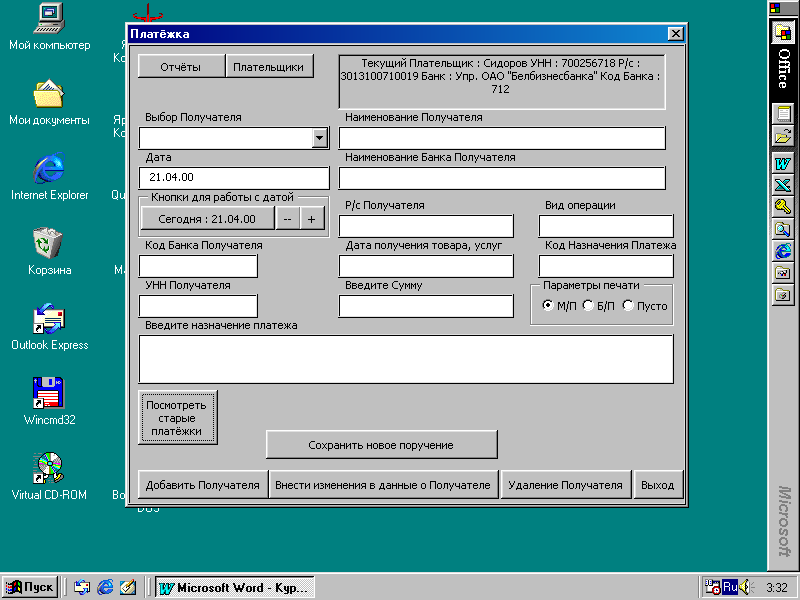 Платёжка
Отчёты
Плательщики
Текущий Плательщик : Сидоров УНН : 700256718 Р/с :
3013100710019 Банк : Упр. ОАО "Белбизнесбанка" Код Банка :
712
Выбор Получателя
Наименование Получателя
Дата
Наименование Банка Получателя
21.04.00
Кнопки для работы с датой
Сегодня : 21.04.00
--
+
Р/с Получателя
Вид операции
Код Банка Получателя
Дата получения товара, услуг
Код Назначения Платежа
УНН Получателя
Введите Сумму
Параметры печати
М/П
Б/П
Пусто
Введите назначение платежа
Посмотреть
старые
платёжки
Сохранить новое поручение
Добавить Получателя
Внести изменения в данные о Получателе
Удаление Получателя
Выход
Мой компьютер
Мои документы
Internet Explorer
Корзина
Outlook Express
Wincmd32
Virtual CD-ROM
Office
Microsoft
Пуск
Microsoft Word - Кур...
Ru
3:32